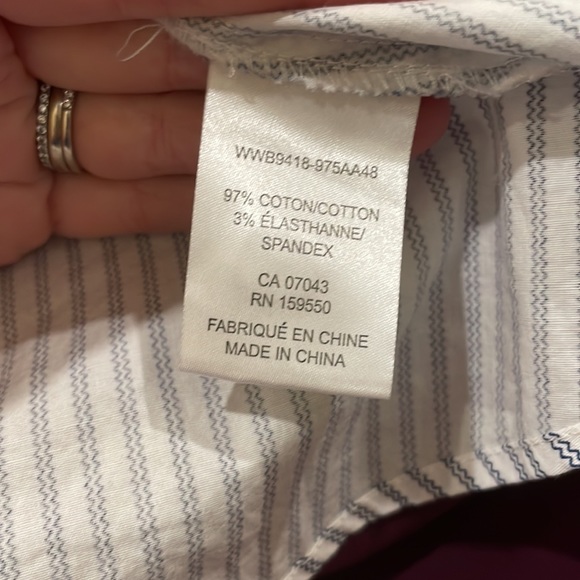 WWB9418-975AA48
97% COTON/COTTON
3% ÉLASTHANNE/
SPANDEX
CA 07043
RN 159550
FABRIQUÉ EN CHINE
MADE IN CHINA